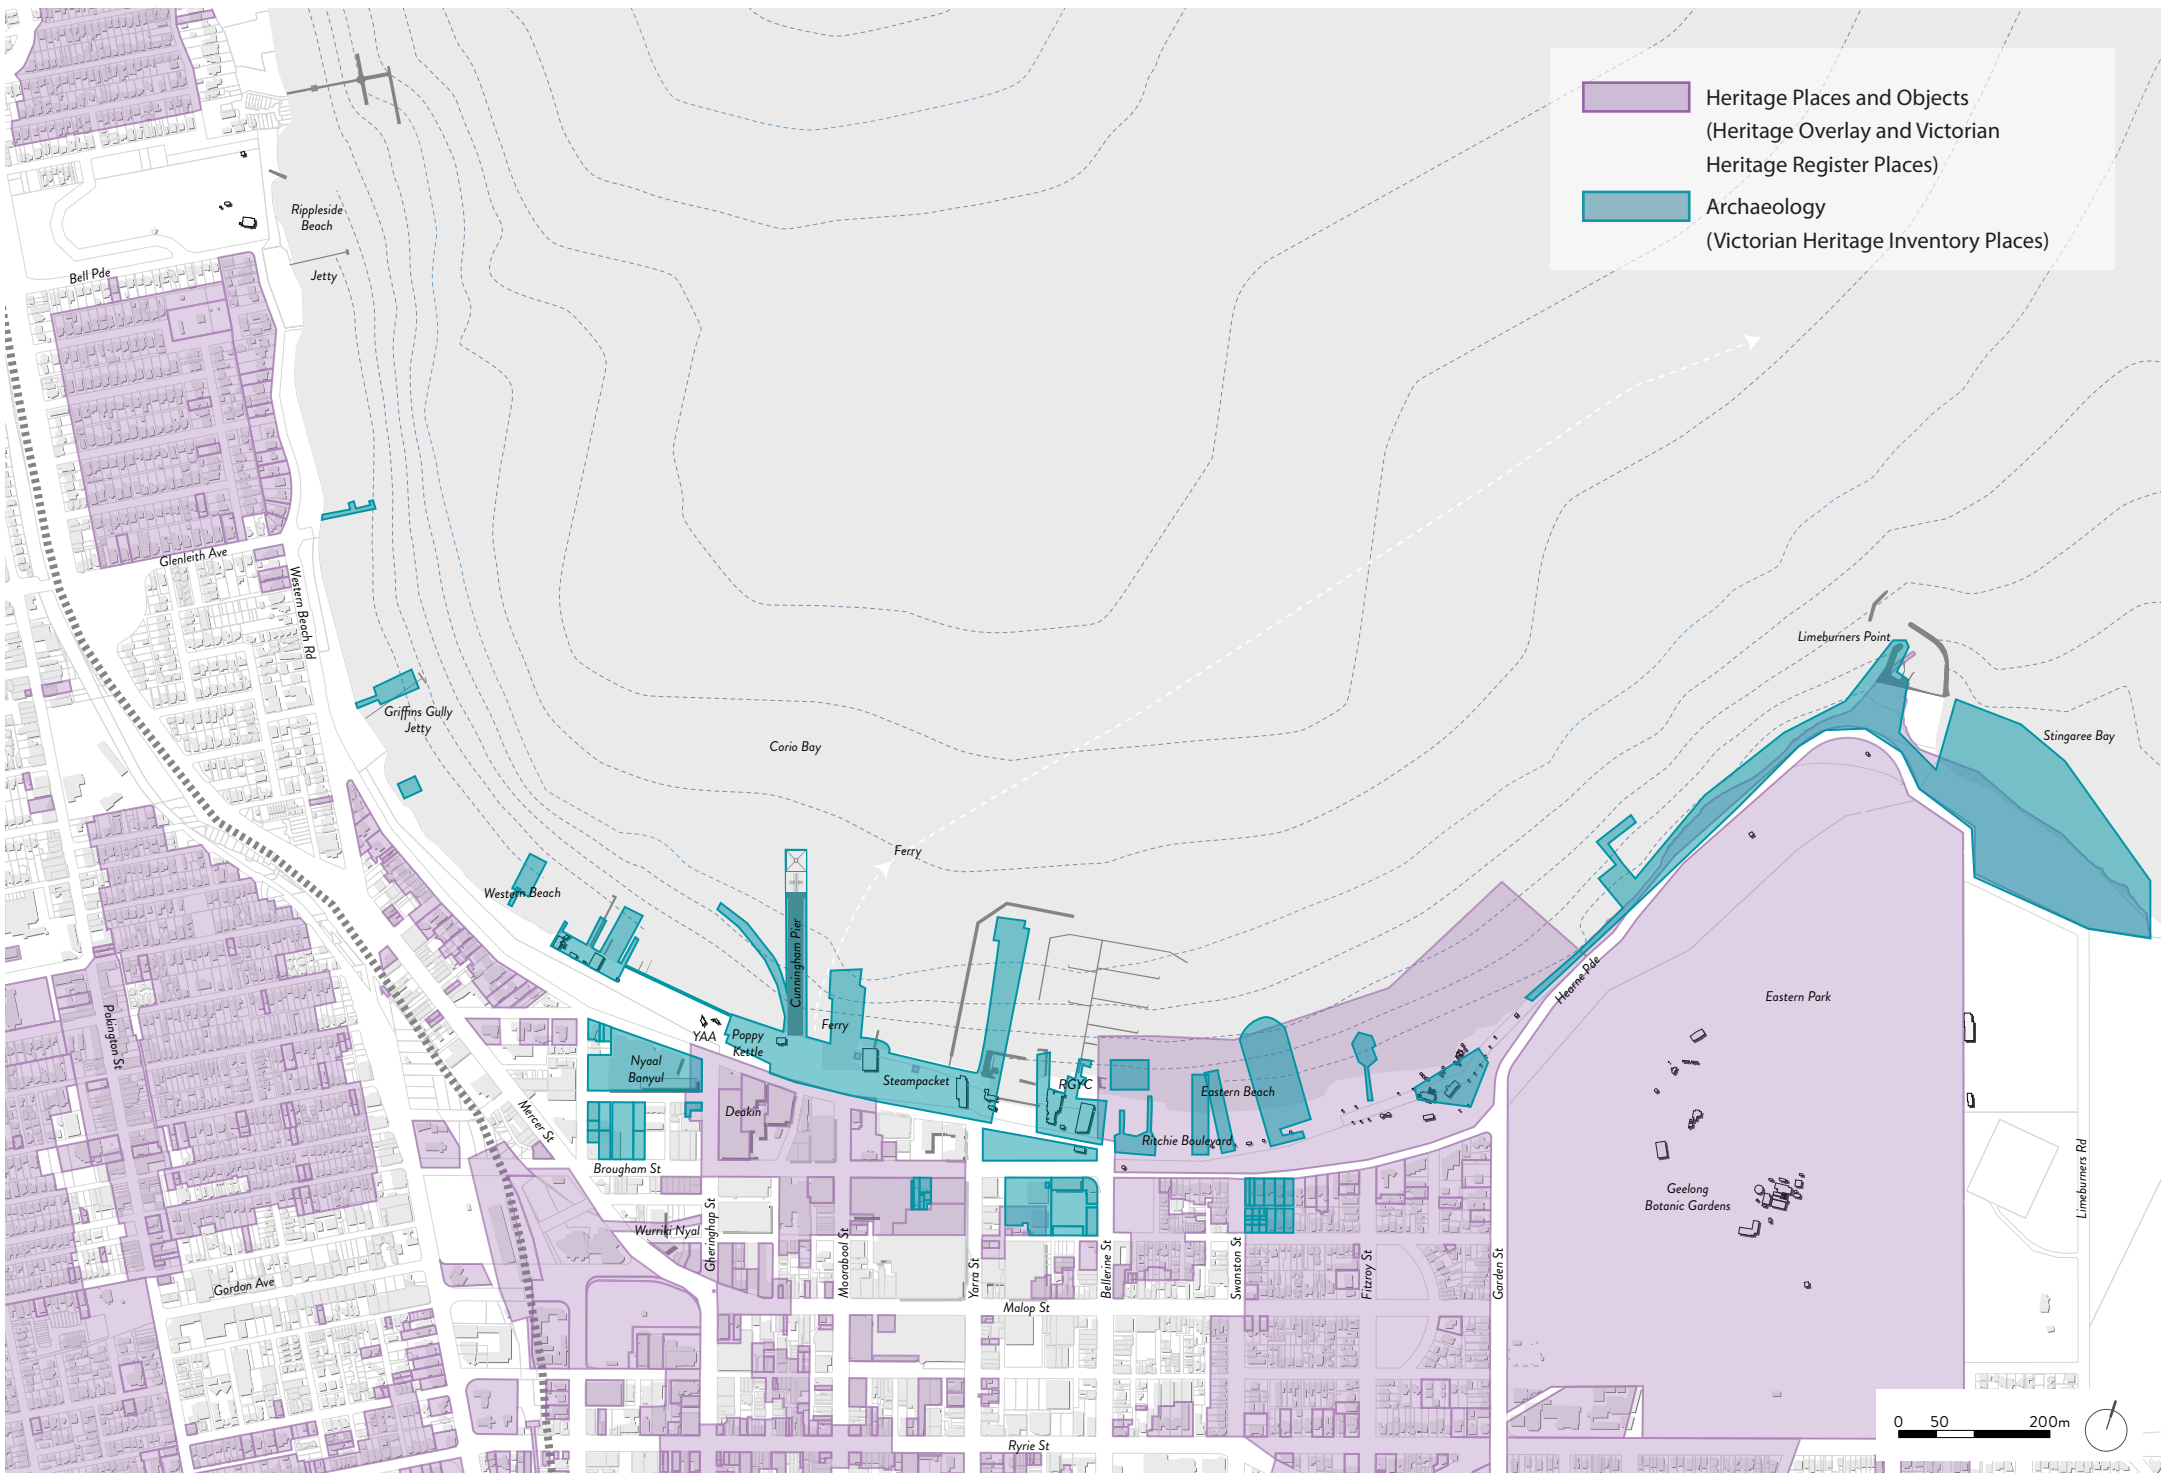 Heritage Places and Objects
(Heritage Overlay and Victorian
Heritage Register Places)
Archaeology
(Victorian Heritage Inventory Places)
Rippleside
Beach
Jetty
Bell Pde
Glenleith Ave
Western Beach Rd
Limeburners Point
Griffins Gully
Jetty
Stingaree Bay
Corio Bay
Ferry
Western Beach
Cunningham Pier
Hearne Pde
Eastern Park
Pakington St
YAA
Poppy
Kettle
Ferry
Nyaal
Banyul
Steampacket
RGYC
Eastern Beach
Deakin
Mercer St
Ritchie Boulevard
Brougham St
Geelong
Botanic Gardens
Limeburners Rd
Wurriki Nyal
Gheringhap St
Moorabool St
Yarra St
Bellerine St
Swanston St
Fitzroy St
Garden St
Gordon Ave
Malop St
Ryrie St
0 50 200m